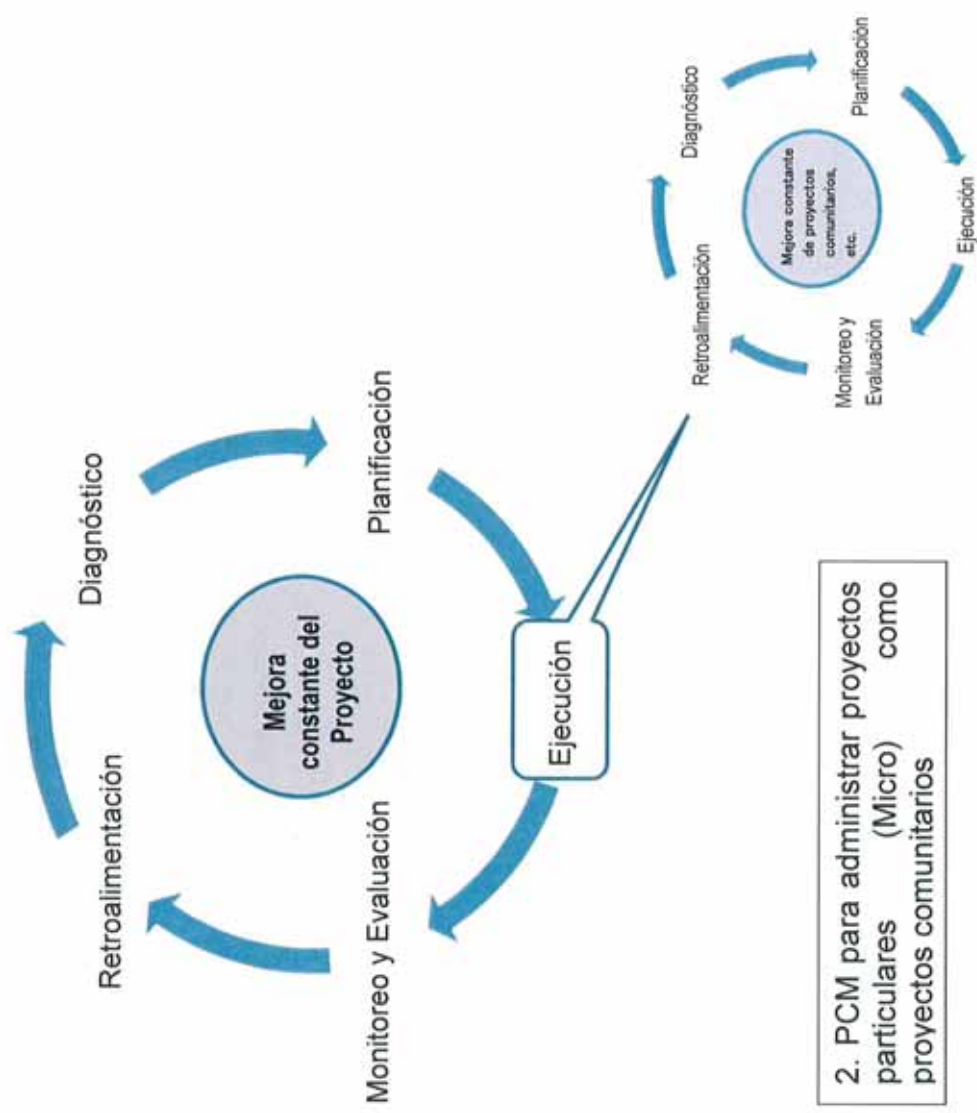 Diagnóstico
Planificación
Ejecución
Monitoreo y Evaluación
Retroalimentación
Mejora
constante del
Proyecto
Diagnóstico
Planificación
Ejecución
Monitoreo y
Evaluación
Retroalimentación
Mejora constante
de proyectos
comunitarios,
etc.
2. PCM para administrar proyectos
particulares (Micro) como
proyectos comunitarios